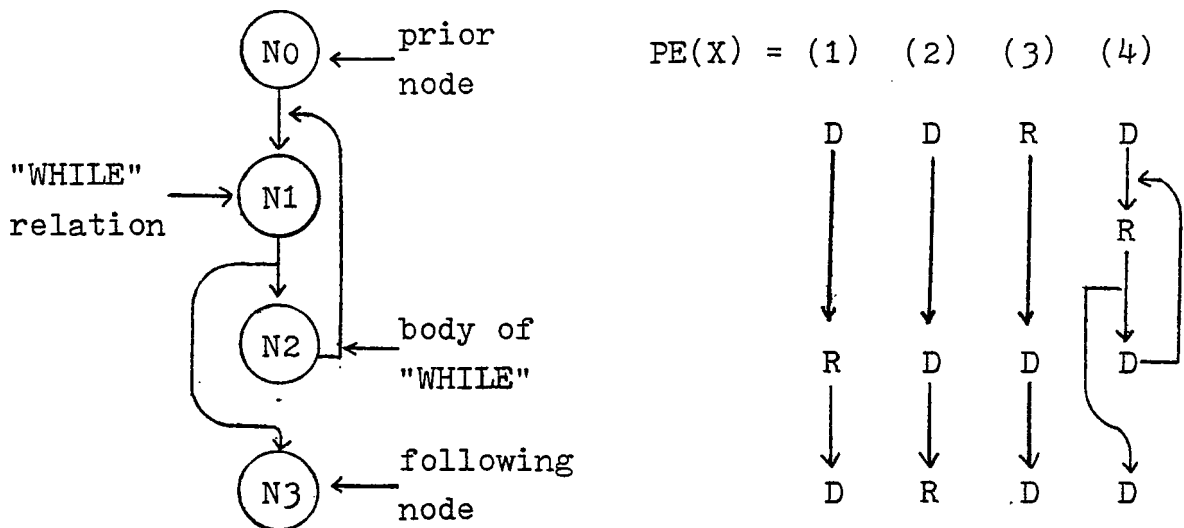 N0
prior
node
"WHILE"
relation
N1
N2
body of
"WHILE"
N3
following
node
PE(X) = (1) (2) (3) (4)
D D R D
R
R D D D
D R D D